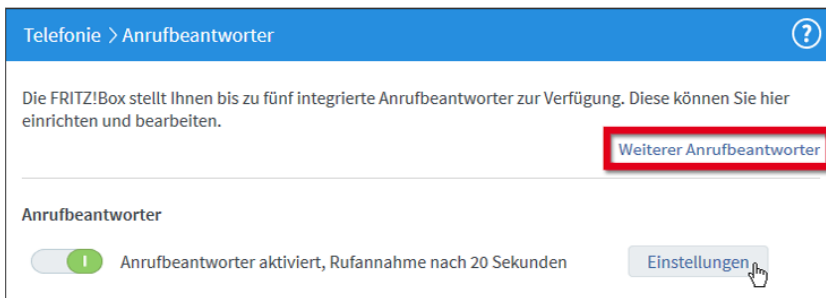 Telefonie > Anrufbeantworter
Die FRITZ!Box stellt Ihnen bis zu fünf integrierte Anrufbeantworter zur Verfügung. Diese können Sie hier
einrichten und bearbeiten.
Weiterer Anrufbeantworter
Anrufbeantworter
Anrufbeantworter aktiviert, Rufannahme nach 20 Sekunden Einstellungen